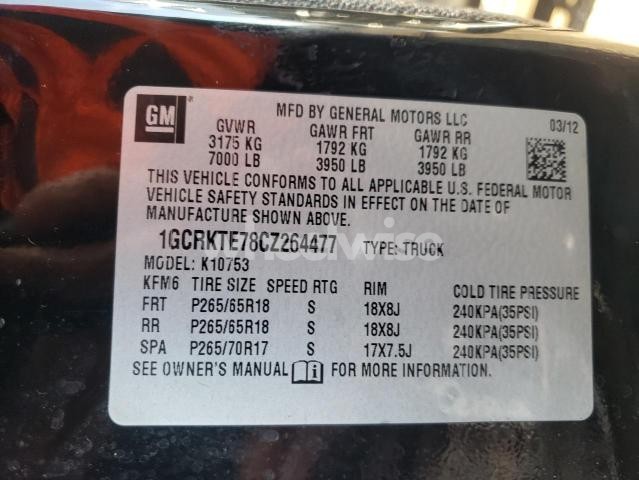 GM
MFD BY GENERAL MOTORS LLC 03/12
GVWR GAWR FRT GAWR RR
3175 KG 1792 KG 1792 KG
7000 LB 3950 LB 3950 LB
THIS VEHICLE CONFORMS TO ALL APPLICABLE U.S. FEDERAL MOTOR
VEHICLE SAFETY STANDARDS IN EFFECT ON THE DATE OF
MANUFACTURE SHOWN ABOVE.
1GCRKTE78CZ264477 TYPE: TRUCK
MODEL: K10753
KFM6 TIRE SIZE SPEED RTG RIM COLD TIRE PRESSURE
FRT P265/65R18 S 18X8J 240KPA(35PSI)
RR P265/65R18 S 18X8J 240KPA(35PSI)
SPA P265/70R17 S 17X7.5J 240KPA(35PSI)
SEE OWNER'S MANUAL i FOR MORE INFORMATION.